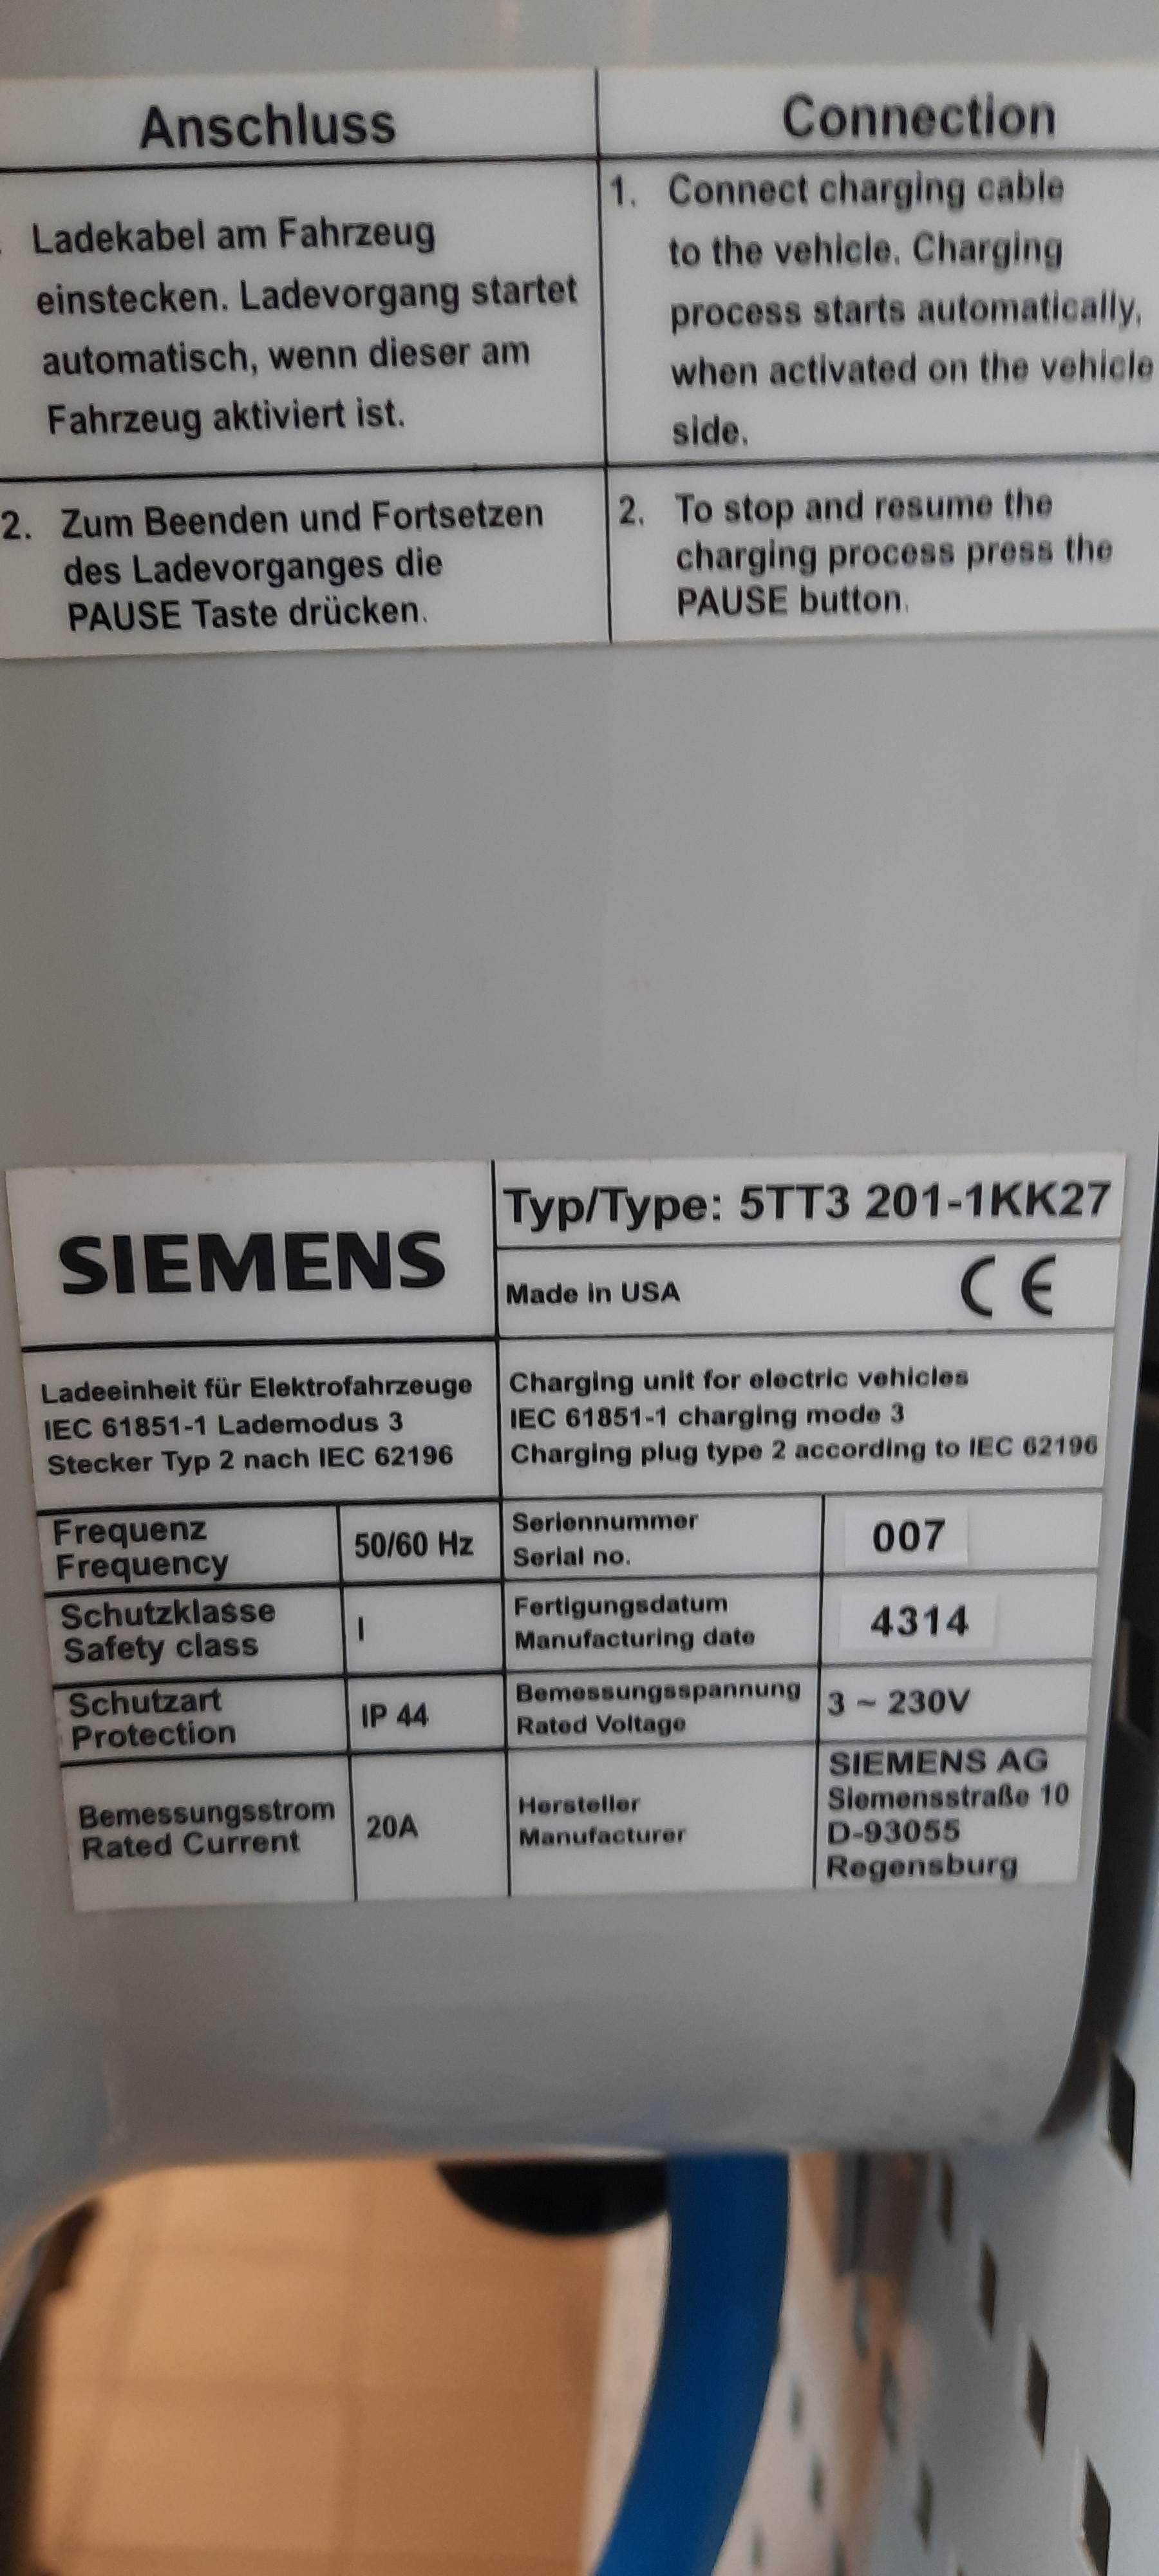 Anschluss
Ladekabel am Fahrzeug
einstecken. Ladevorgang startet
automatisch, wenn dieser am
Fahrzeug aktiviert ist.
2. Zum Beenden und Fortsetzen
des Ladevorganges die
PAUSE Taste drücken.
Connection
1. Connect charging cable
to the vehicle. Charging
process starts automatically,
when activated on the vehicle
side.
2. To stop and resume the
charging process press the
PAUSE button.
SIEMENS
Typ/Type: 5TT3 201-1KK27
Made in USA CE
Ladeeinheit für Elektrofahrzeuge
IEC 61851-1 Lademodus 3
Stecker Typ 2 nach IEC 62196
Charging unit for electric vehicles
IEC 61851-1 charging mode 3
Charging plug type 2 according to IEC 62196
Frequenz
Frequency
50/60 Hz
Seriennummer
Serial no.
007
Schutzklasse
Safety class
I
Fertigungsdatum
Manufacturing date
4314
Schutzart
Protection
IP 44
Bemessungsspannung
Rated Voltage
3 ~ 230V
Bemessungsstrom
Rated Current
20A
Hersteller
Manufacturer
SIEMENS AG
Siemensstraße 10
D-93055
Regensburg